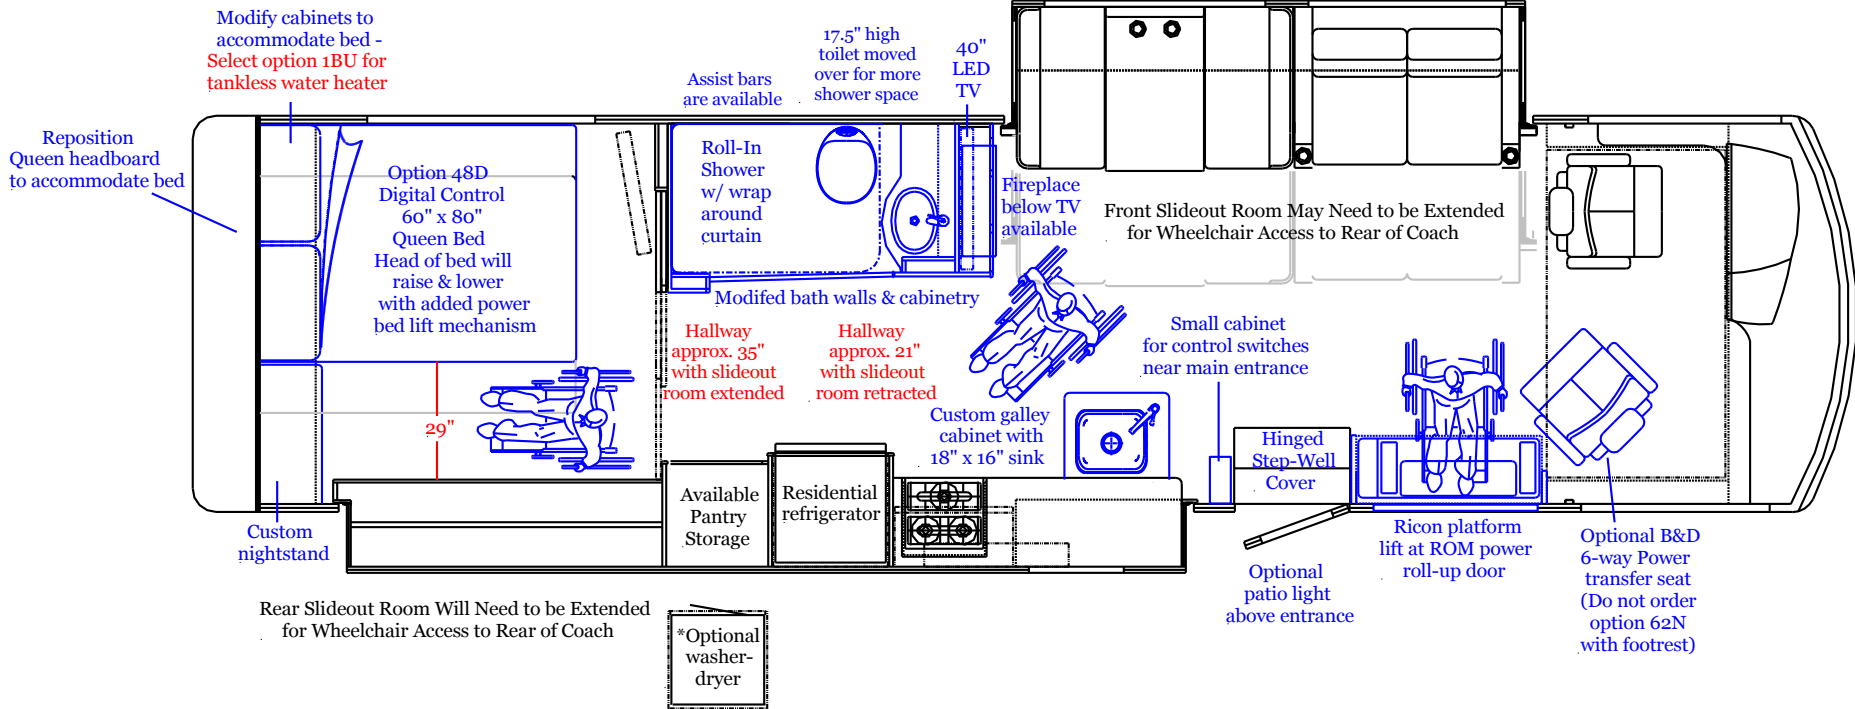 Modify cabinets to
accommodate bed -
Select option 1BU for
tankless water heater
Reposition
Queen headboard
to accommodate bed
Option 48D
Digital Control
60" x 80"
Queen Bed
Head of bed will
raise & lower
with added power
bed lift mechanism
29"
Custom
nightstand
Assist bars
are available
17.5" high
toilet moved
over for more
shower space
40"
LED
TV
Roll-In
Shower
w/ wrap
around
curtain
Fireplace
below TV
available
Modifed bath walls & cabinetry
Hallway
approx. 35"
with slideout
room extended
Hallway
approx. 21"
with slideout
room retracted
Front Slideout Room May Need to be Extended
for Wheelchair Access to Rear of Coach
Small cabinet
for control switches
near main entrance
Custom galley
cabinet with
18" x 16" sink
Hinged
Step-Well
Cover
Available
Pantry
Storage
Residential
refrigerator
Optional
patio light
above entrance
Ricon platform
lift at ROM power
roll-up door
Optional B&D
6-way Power
transfer seat
(Do not order
option 62N
with footrest)
Rear Slideout Room Will Need to be Extended
for Wheelchair Access to Rear of Coach
*Optional
washer-
dryer